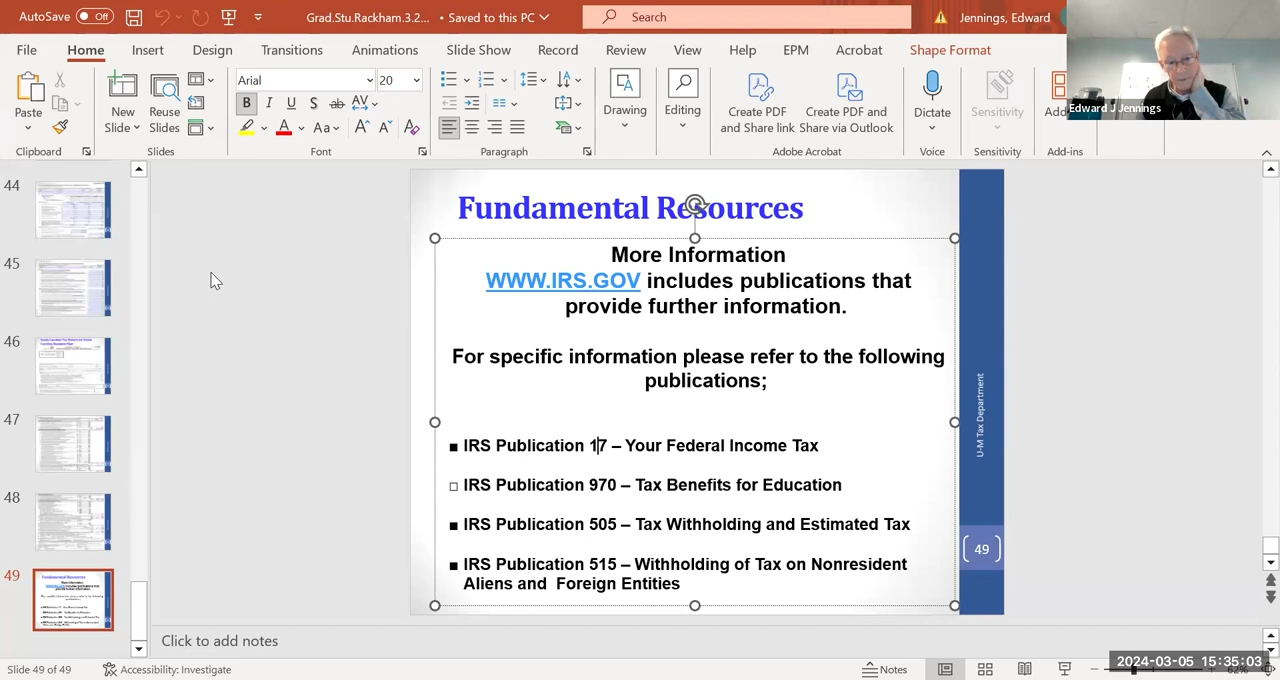 AutoSave Off Grad.Stu.Rackham.3.2... • Saved to this PC Search Jennings, Edward
File Home Insert Design Transitions Animations Slide Show Record Review View Help EPM Acrobat Shape Format
Arial 20
Paste New Slide Reuse Slides
B I U S ab AV Aa A A
Drawing Editing
Create PDF and Share link
Create PDF and Share via Outlook
Dictate Sensitivity
Edward J Jennings
Clipboard Slides Font Paragraph Adobe Acrobat Voice Sensitivity Add-ins
44
45
46
47
48
49
Fundamental Resources
More Information
WWW.IRS.GOV includes publications that
provide further information.
For specific information please refer to the following
publications;
■ IRS Publication 17 – Your Federal Income Tax
□ IRS Publication 970 – Tax Benefits for Education
■ IRS Publication 505 – Tax Withholding and Estimated Tax
■ IRS Publication 515 – Withholding of Tax on Nonresident
Aliens and Foreign Entities
U-M Tax Department
49
Click to add notes
Slide 49 of 49 Accessibility: Investigate Notes
2024-03-05 15:35:03